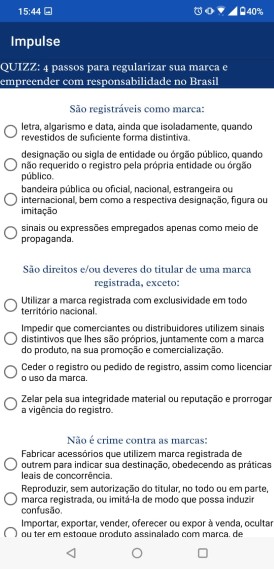 15:44
40%
Impulse
QUIZZ: 4 passos para regularizar sua marca e
empreender com responsabilidade no Brasil
São registráveis como marca:
letra, algarismo e data, ainda que isoladamente, quando
revestidos de suficiente forma distintiva.
designação ou sigla de entidade ou órgão público, quando
não requerido o registro pela própria entidade ou órgão
público.
bandeira pública ou oficial, nacional, estrangeira ou
internacional, bem como a respectiva designação, figura ou
imitação
sinais ou expressões empregados apenas como meio de
propaganda.
São direitos e/ou deveres do titular de uma marca
registrada, exceto:
Utilizar a marca registrada com exclusividade em todo
território nacional.
Impedir que comerciantes ou distribuidores utilizem sinais
distintivos que lhes são próprios, juntamente com a marca
do produto, na sua promoção e comercialização.
Ceder o registro ou pedido de registro, assim como licenciar
o uso da marca.
Zelar pela sua integridade material ou reputação e prorrogar
a vigência do registro.
Não é crime contra as marcas:
Fabricar acessórios que utilizem marca registrada de
outrem para indicar sua destinação, obedecendo as práticas
leais de concorrência.
Reproduzir, sem autorização do titular, no todo ou em parte,
marca registrada, ou imitá-la de modo que possa induzir
confusão.
Importar, exportar, vender, oferecer ou expor à venda, ocultar
ou ter em estoque produto assinalado com marca, de